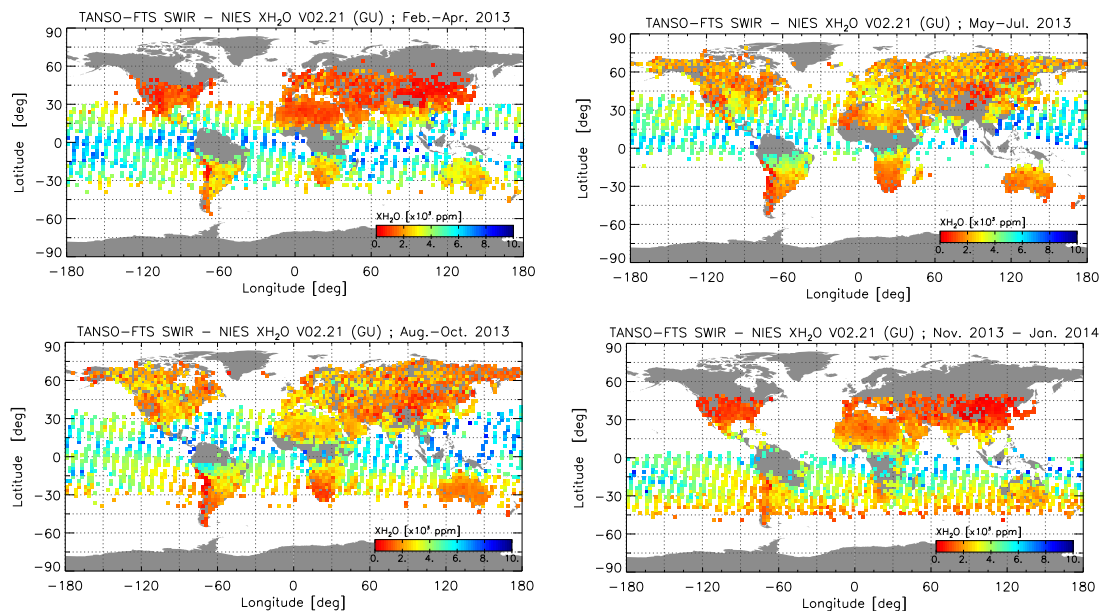 TANSO−FTS SWIR − NIES XH₂O V02.21 (GU) ; Feb.−Apr. 2013
90
60
30
0
−30
−60
−90
Latitude [deg]
XH₂O [x10³ ppm]
0. 2. 4. 6. 8. 10.
−180 −120 −60 0 60 120 180
Longitude [deg]
TANSO−FTS SWIR − NIES XH₂O V02.21 (GU) ; May−Jul. 2013
90
60
30
0
−30
−60
−90
Latitude [deg]
XH₂O [x10³ ppm]
0. 2. 4. 6. 8. 10.
−180 −120 −60 0 60 120 180
Longitude [deg]
TANSO−FTS SWIR − NIES XH₂O V02.21 (GU) ; Aug.−Oct. 2013
90
60
30
0
−30
−60
−90
Latitude [deg]
XH₂O [x10³ ppm]
0. 2. 4. 6. 8. 10.
−180 −120 −60 0 60 120 180
Longitude [deg]
TANSO−FTS SWIR − NIES XH₂O V02.21 (GU) ; Nov. 2013 − Jan. 2014
90
60
30
0
−30
−60
−90
Latitude [deg]
XH₂O [x10³ ppm]
0. 2. 4. 6. 8. 10.
−180 −120 −60 0 60 120 180
Longitude [deg]